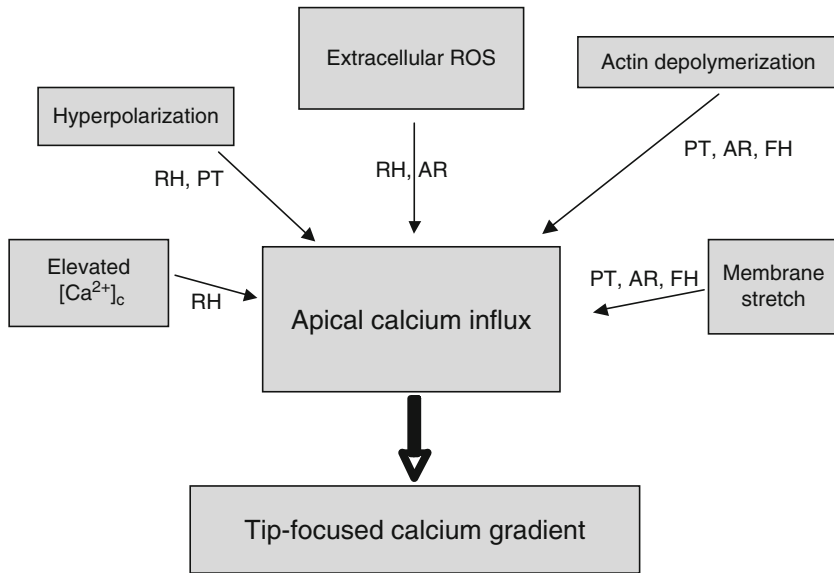 Extracellular ROS
Actin depolymerization
Hyperpolarization
PT, AR, FH
RH, AR
RH, PT
Elevated
[Ca²⁺]c
RH
Apical calcium influx
PT, AR, FH
Membrane
stretch
Tip-focused calcium gradient